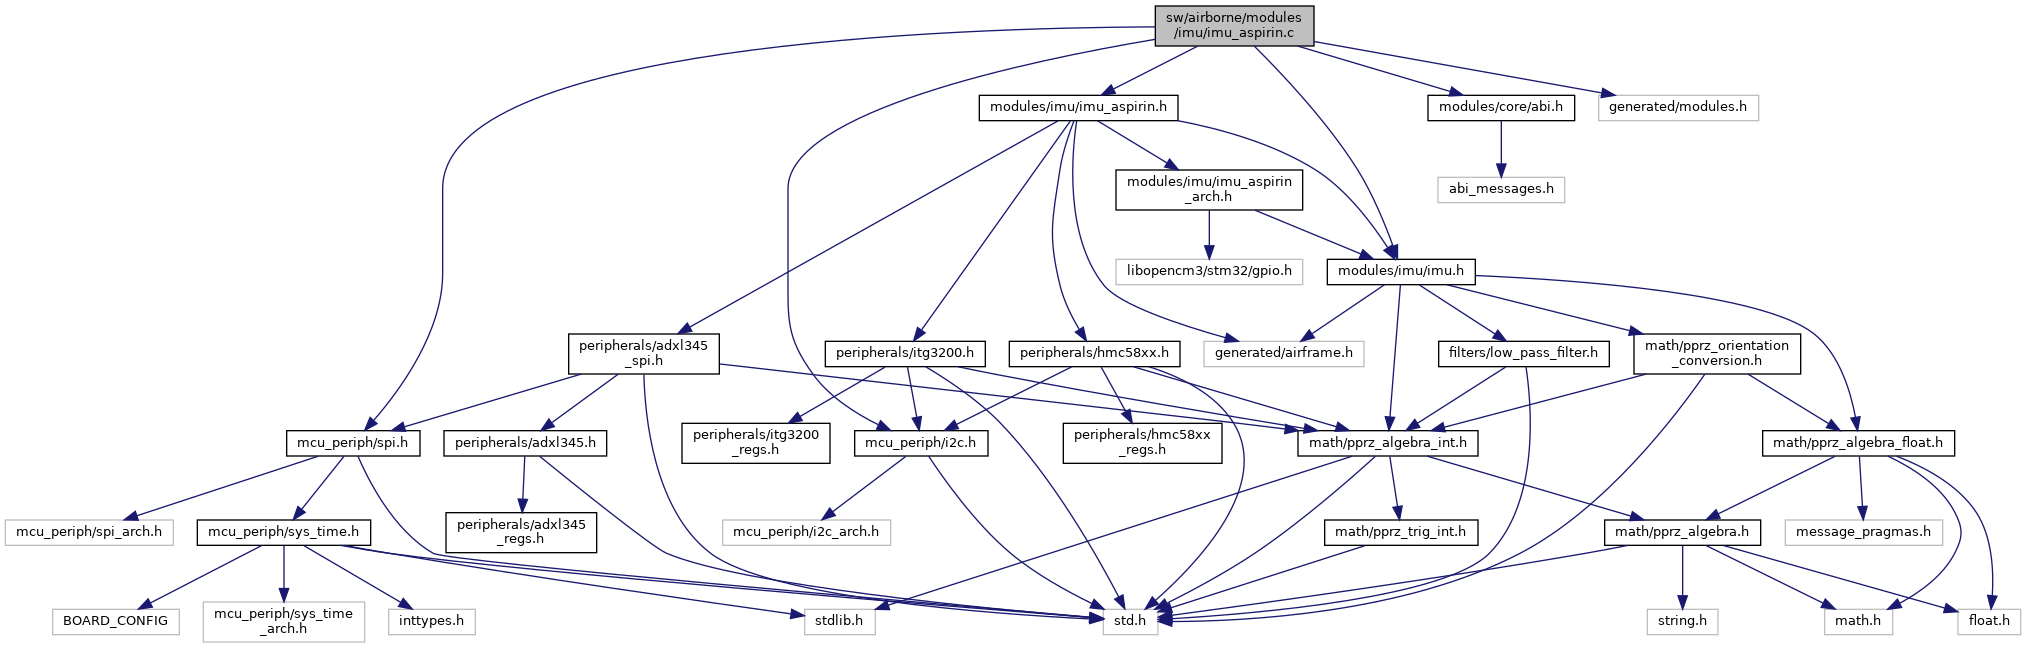 sw/airborne/modules
/imu/imu_aspirin.c
modules/imu/imu_aspirin.h
modules/core/abi.h
generated/modules.h
modules/imu/imu_aspirin
_arch.h
abi_messages.h
libopencm3/stm32/gpio.h
modules/imu/imu.h
peripherals/adxl345
_spi.h
peripherals/itg3200.h
peripherals/hmc58xx.h
generated/airframe.h
filters/low_pass_filter.h
math/pprz_orientation
_conversion.h
mcu_periph/spi.h
peripherals/adxl345.h
peripherals/itg3200
_regs.h
mcu_periph/i2c.h
peripherals/hmc58xx
_regs.h
math/pprz_algebra_int.h
math/pprz_algebra_float.h
mcu_periph/spi_arch.h
mcu_periph/sys_time.h
peripherals/adxl345
_regs.h
mcu_periph/i2c_arch.h
math/pprz_trig_int.h
math/pprz_algebra.h
message_pragmas.h
BOARD_CONFIG
mcu_periph/sys_time
_arch.h
inttypes.h
stdlib.h
std.h
string.h
math.h
float.h